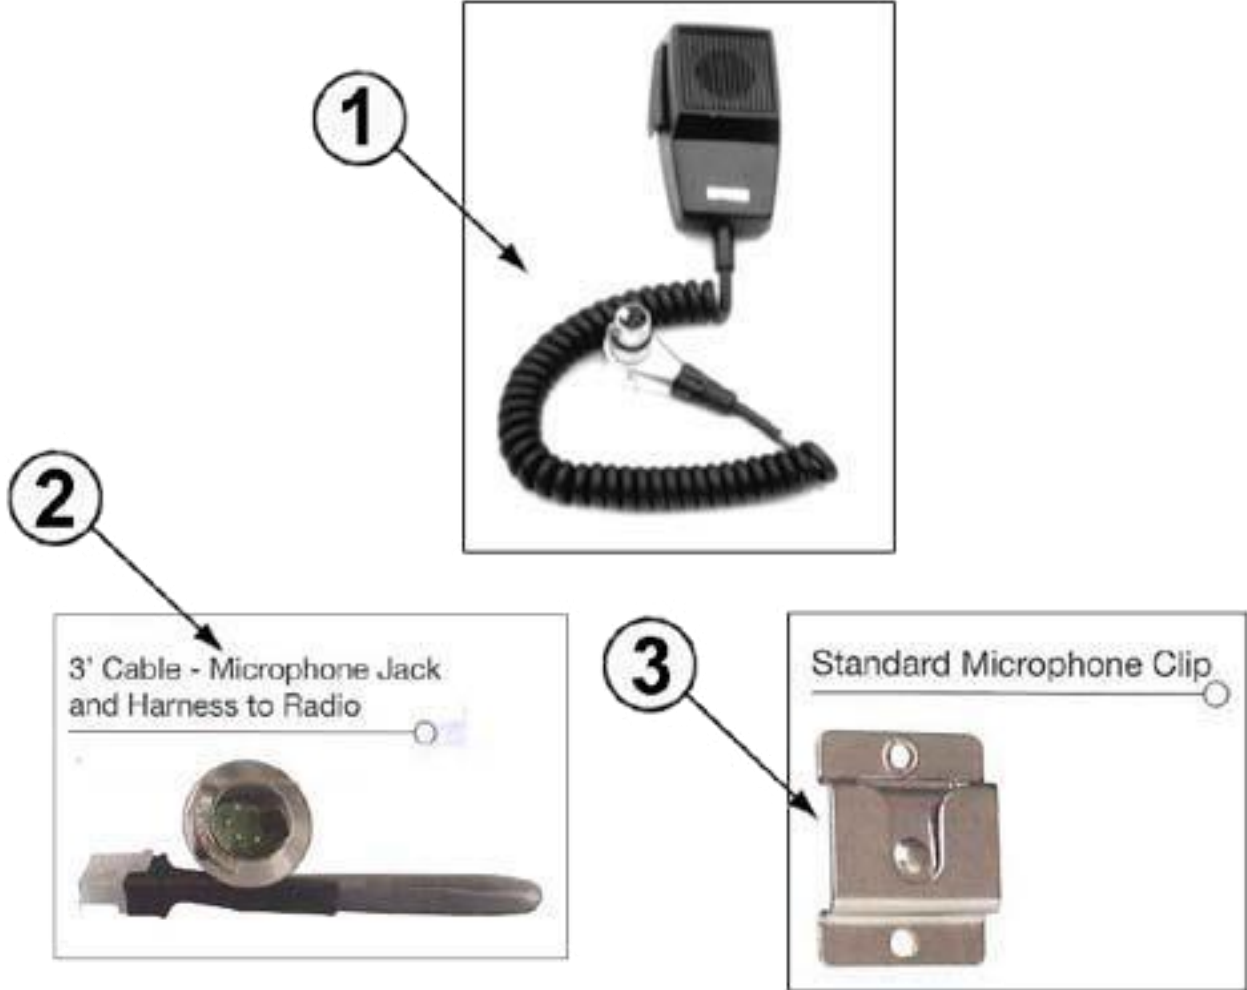 1
2
3' Cable - Microphone Jack
and Harness to Radio
3
Standard Microphone Clip